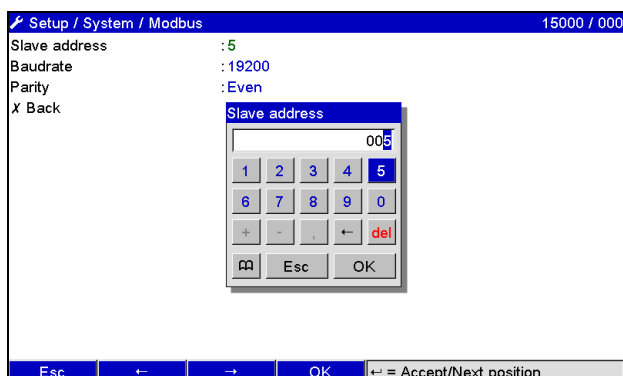 Setup / System / Modbus 15000 / 000
Slave address : 5
Baudrate : 19200
Parity : Even
X Back
Slave address
005
1 2 3 4 5
6 7 8 9 0
+ - , ← del
Esc OK
Esc ← → OK ↵ = Accept/Next position